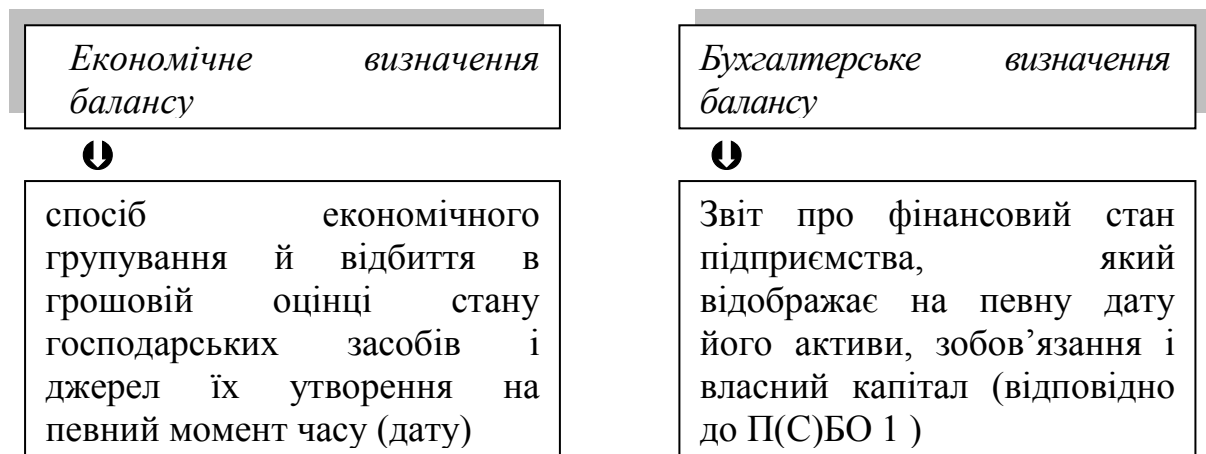 Економічне визначення
балансу
спосіб економічного
групування й відбиття в
грошовій оцінці стану
господарських засобів і
джерел їх утворення на
певний момент часу (дату)
Бухгалтерське визначення
балансу
Звіт про фінансовий стан
підприємства, який
відображає на певну дату
його активи, зобов’язання і
власний капітал (відповідно
до П(С)БО 1 )